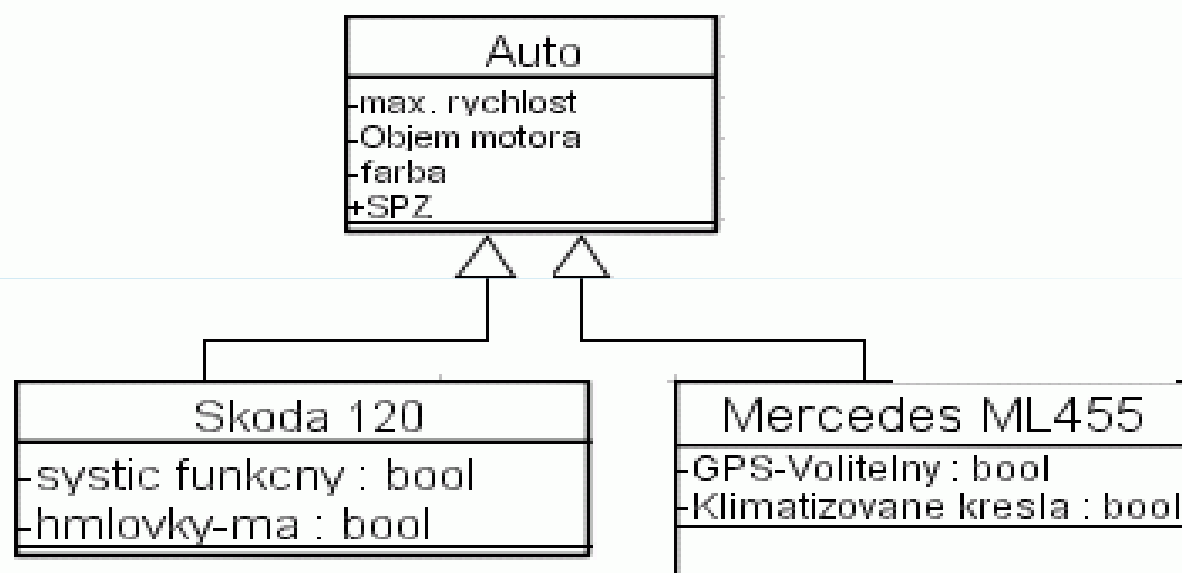 Auto
-max. rychlost
-Objem motora
-farba
+SPZ
Skoda 120
-systic funkcny : bool
-hmlovky-ma : bool
Mercedes ML455
-GPS-Volitelny : bool
-Klimatizovane kresla : bool